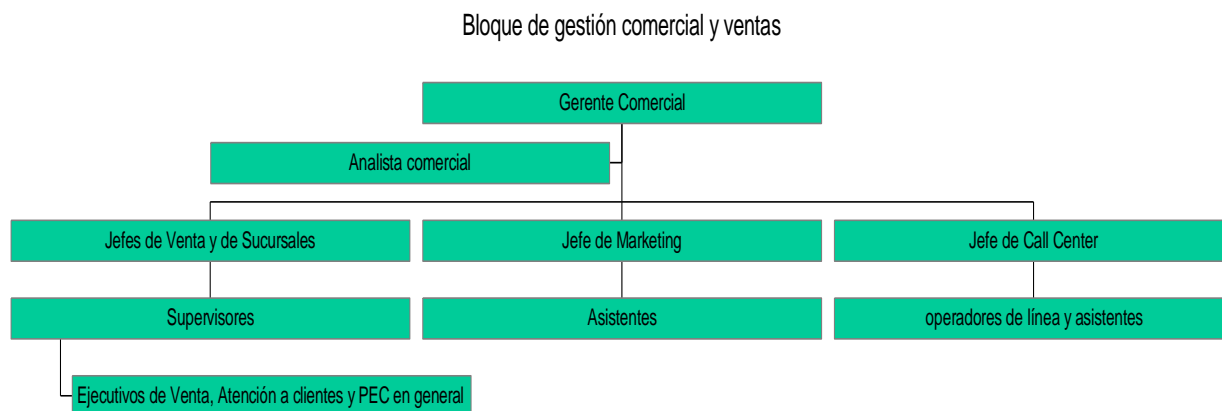 Bloque de gestión comercial y ventas
Gerente Comercial
Analista comercial
Jefes de Venta y de Sucursales
Jefe de Marketing
Jefe de Call Center
Supervisores
Asistentes
operadores de línea y asistentes
Ejecutivos de Venta, Atención a clientes y PEC en general